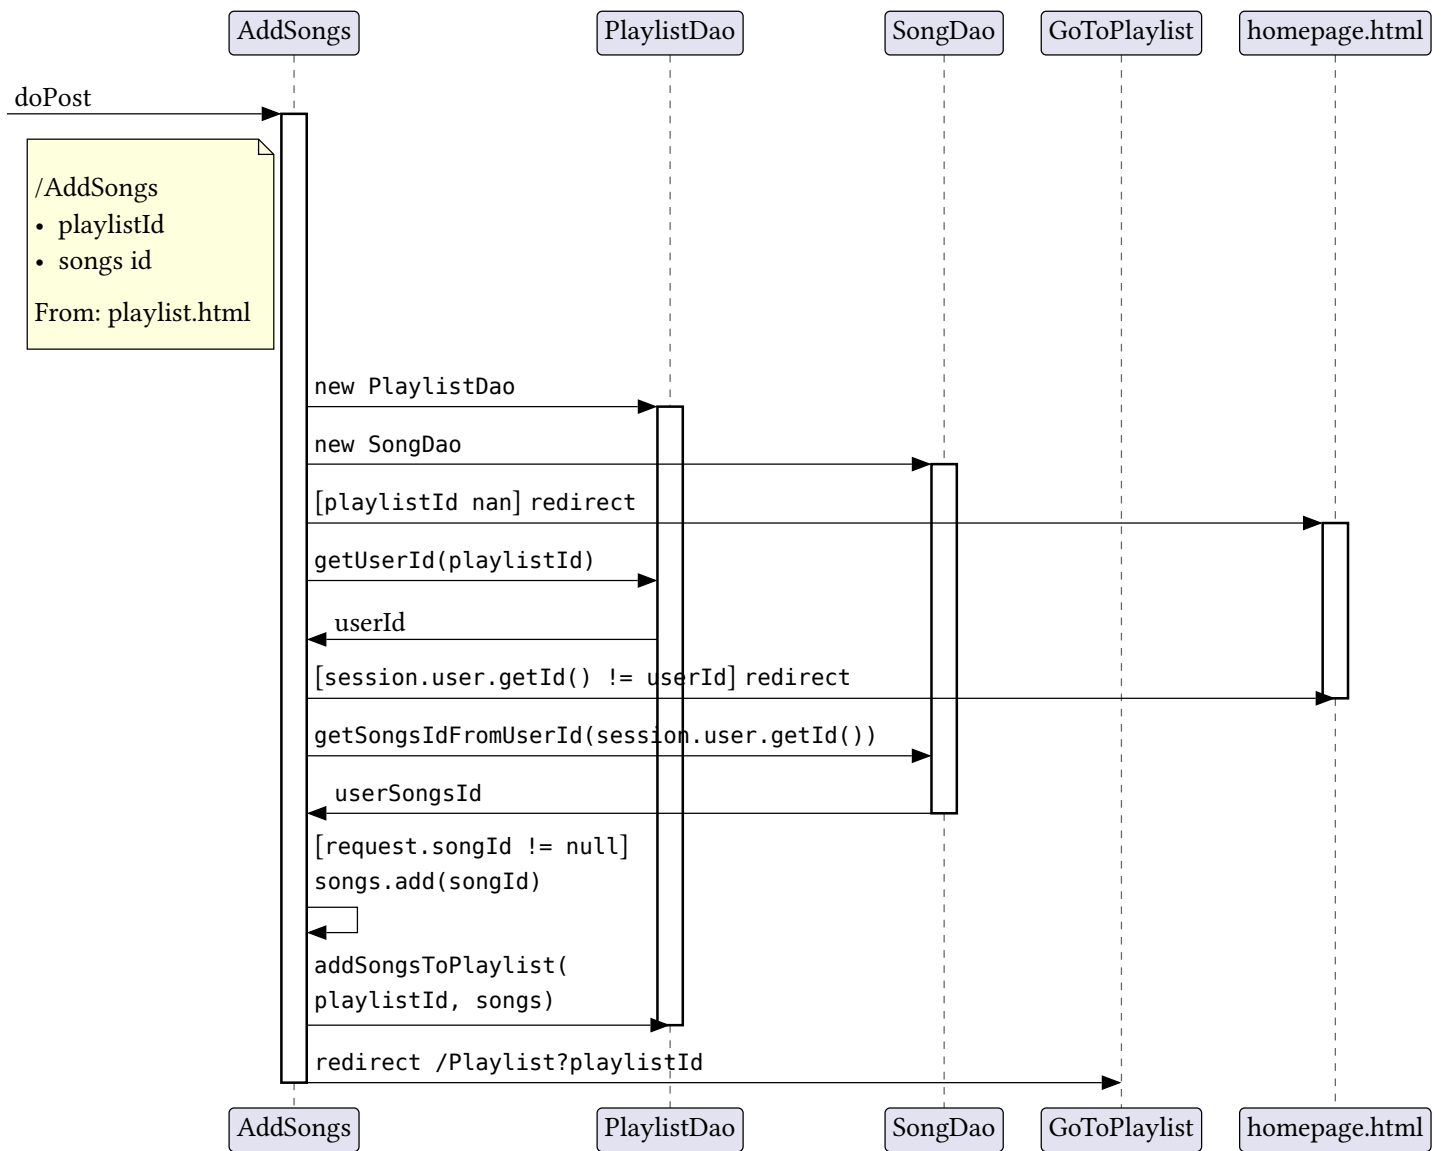 AddSongs
PlaylistDao
SongDao
GoToPlaylist
homepage.html
doPost
/AddSongs
• playlistId
• songs id
From: playlist.html
new PlaylistDao
new SongDao
[playlistId nan] redirect
getUserId(playlistId)
userId
[session.user.getId() != userId] redirect
getSongsIdFromUserId(session.user.getId())
userSongsId
[request.songId != null]
songs.add(songId)
addSongsToPlaylist(
playlistId, songs)
redirect /Playlist?playlistId
AddSongs
PlaylistDao
SongDao
GoToPlaylist
homepage.html